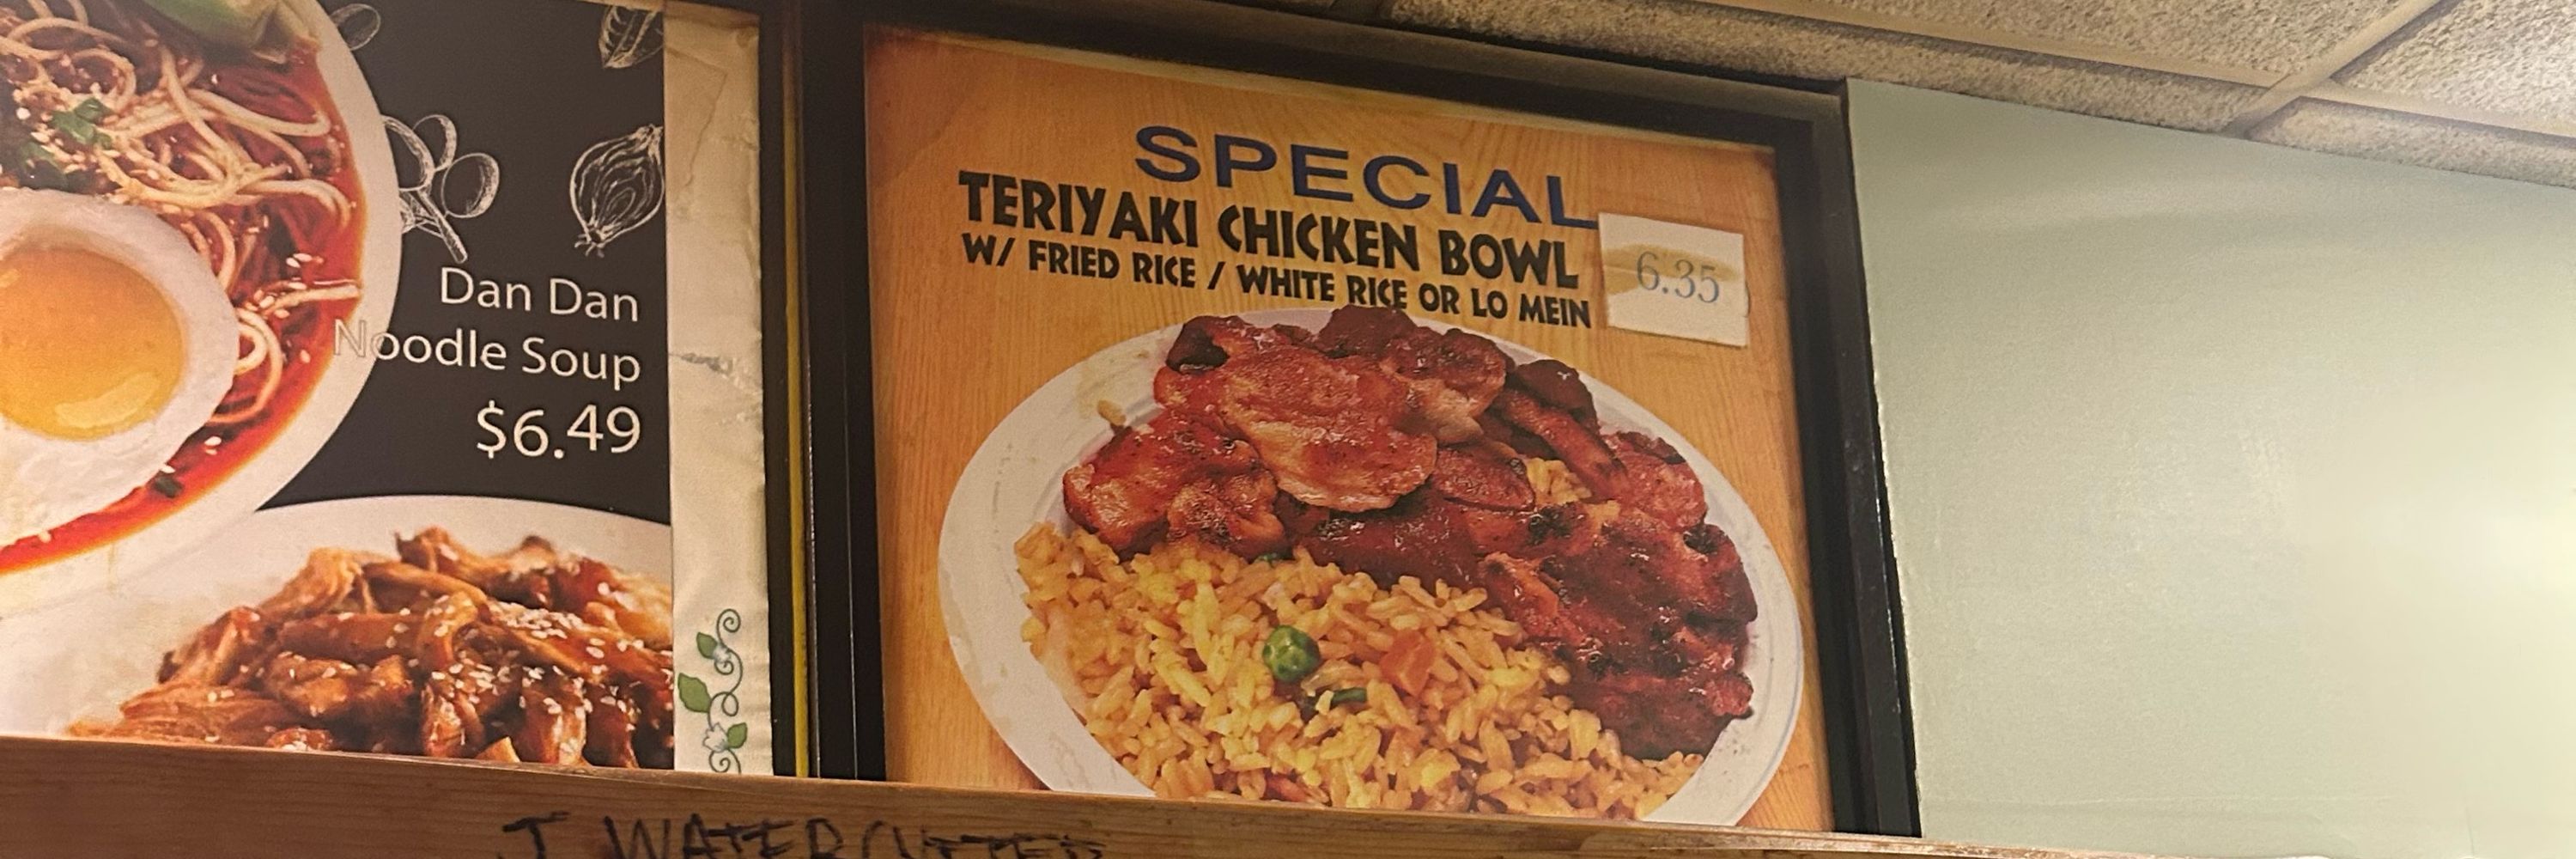 Dan Dan
Noodle Soup
$6.49
SPECIAL
TERIYAKI CHICKEN BOWL
W/ FRIED RICE / WHITE RICE OR LO MEIN
6.35